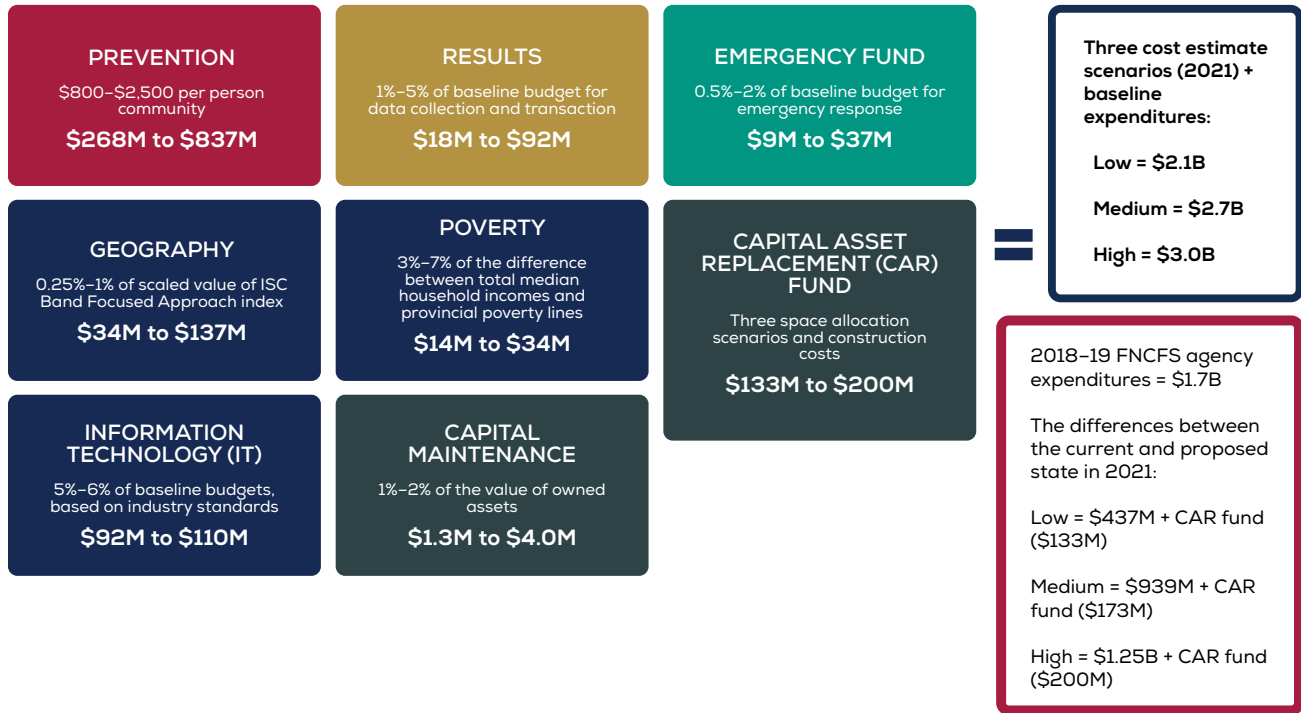 PREVENTION
$800–$2,500 per person
community
$268M to $837M
RESULTS
1%–5% of baseline budget for
data collection and transaction
$18M to $92M
EMERGENCY FUND
0.5%–2% of baseline budget for
emergency response
$9M to $37M
GEOGRAPHY
0.25%–1% of scaled value of ISC
Band Focused Approach index
$34M to $137M
POVERTY
3%–7% of the difference
between total median
household incomes and
provincial poverty lines
$14M to $34M
CAPITAL ASSET
REPLACEMENT (CAR)
FUND
Three space allocation
scenarios and construction
costs
$133M to $200M
INFORMATION
TECHNOLOGY (IT)
5%–6% of baseline budgets,
based on industry standards
$92M to $110M
CAPITAL
MAINTENANCE
1%–2% of the value of owned
assets
$1.3M to $4.0M
=
Three cost estimate
scenarios (2021) +
baseline
expenditures:
Low = $2.1B
Medium = $2.7B
High = $3.0B
2018–19 FNCFS agency
expenditures = $1.7B
The differences between
the current and proposed
state in 2021:
Low = $437M + CAR fund
($133M)
Medium = $939M + CAR
fund ($173M)
High = $1.25B + CAR fund
($200M)